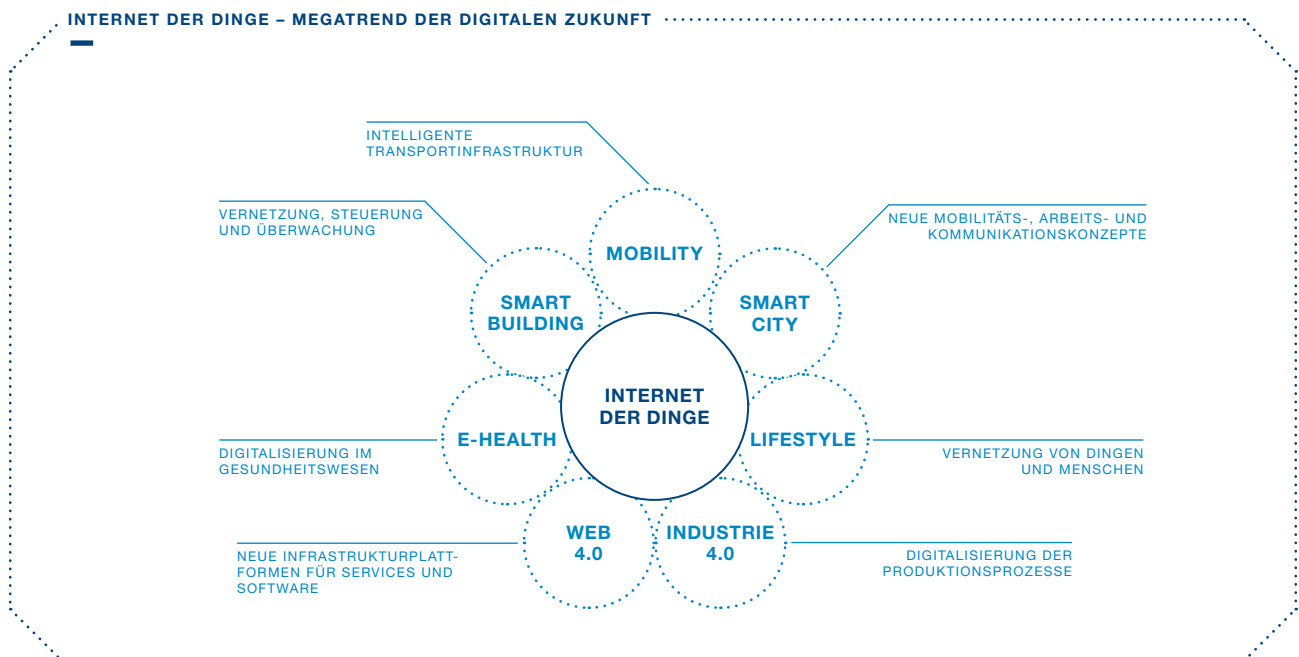 INTERNET DER DINGE – MEGATREND DER DIGITALEN ZUKUNFT
INTELLIGENTE
TRANSPORTINFRASTRUKTUR
VERNETZUNG, STEUERUNG
UND ÜBERWACHUNG
NEUE MOBILITÄTS-, ARBEITS- UND
KOMMUNIKATIONSKONZEPTE
MOBILITY
SMART
BUILDING
SMART
CITY
INTERNET
DER DINGE
E-HEALTH
LIFESTYLE
DIGITALISIERUNG IM
GESUNDHEITSWESEN
VERNETZUNG VON DINGEN
UND MENSCHEN
WEB
4.0
INDUSTRIE
4.0
NEUE INFRASTRUKTURPLATT-
FORMEN FÜR SERVICES UND
SOFTWARE
DIGITALISIERUNG DER
PRODUKTIONSPROZESSE